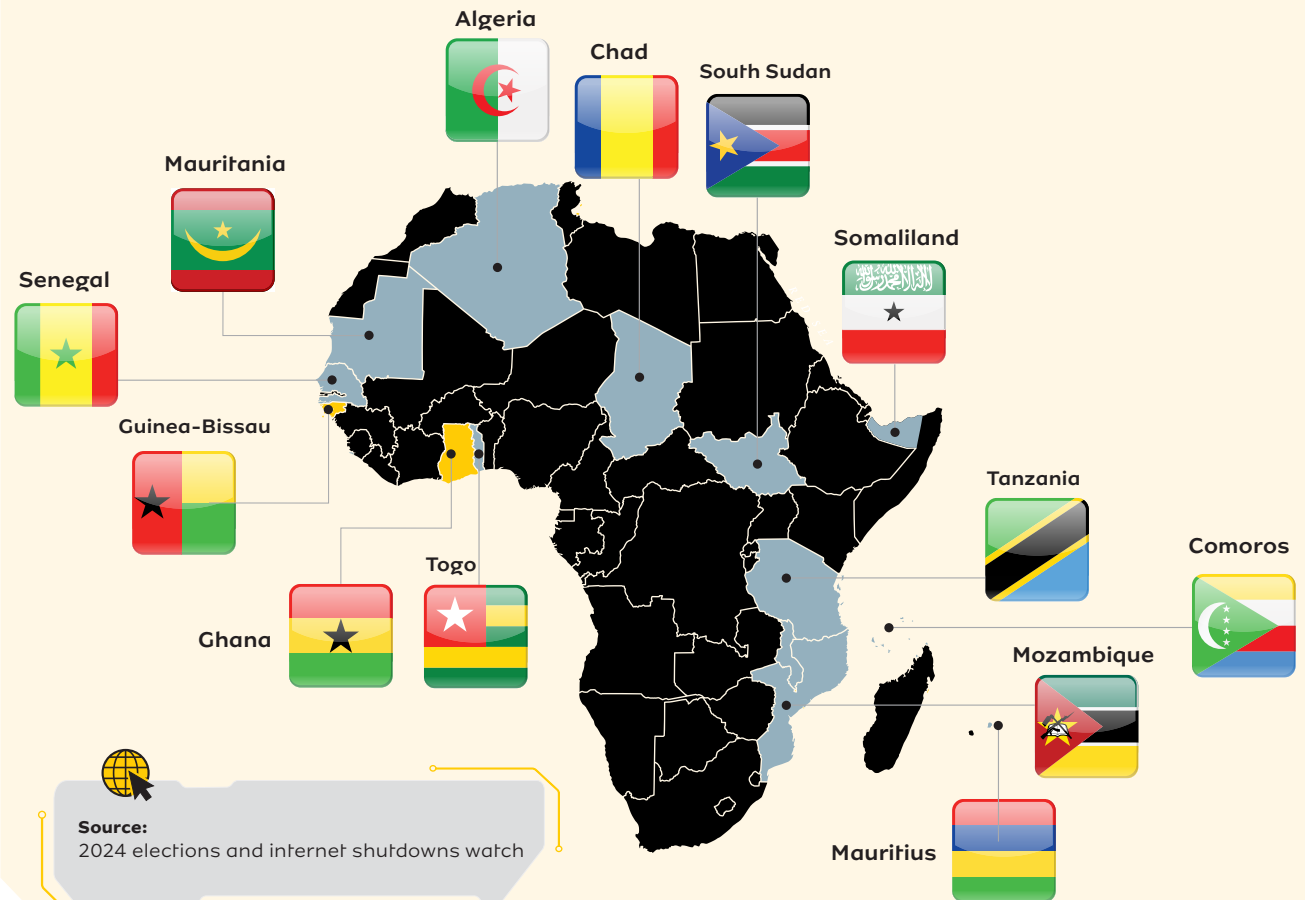 Algeria
Chad
South Sudan
Mauritania
Somaliland
Senegal
Guinea-Bissau
Tanzania
Comoros
Togo
Ghana
Mozambique
Mauritius
Source:
2024 elections and internet shutdowns watch